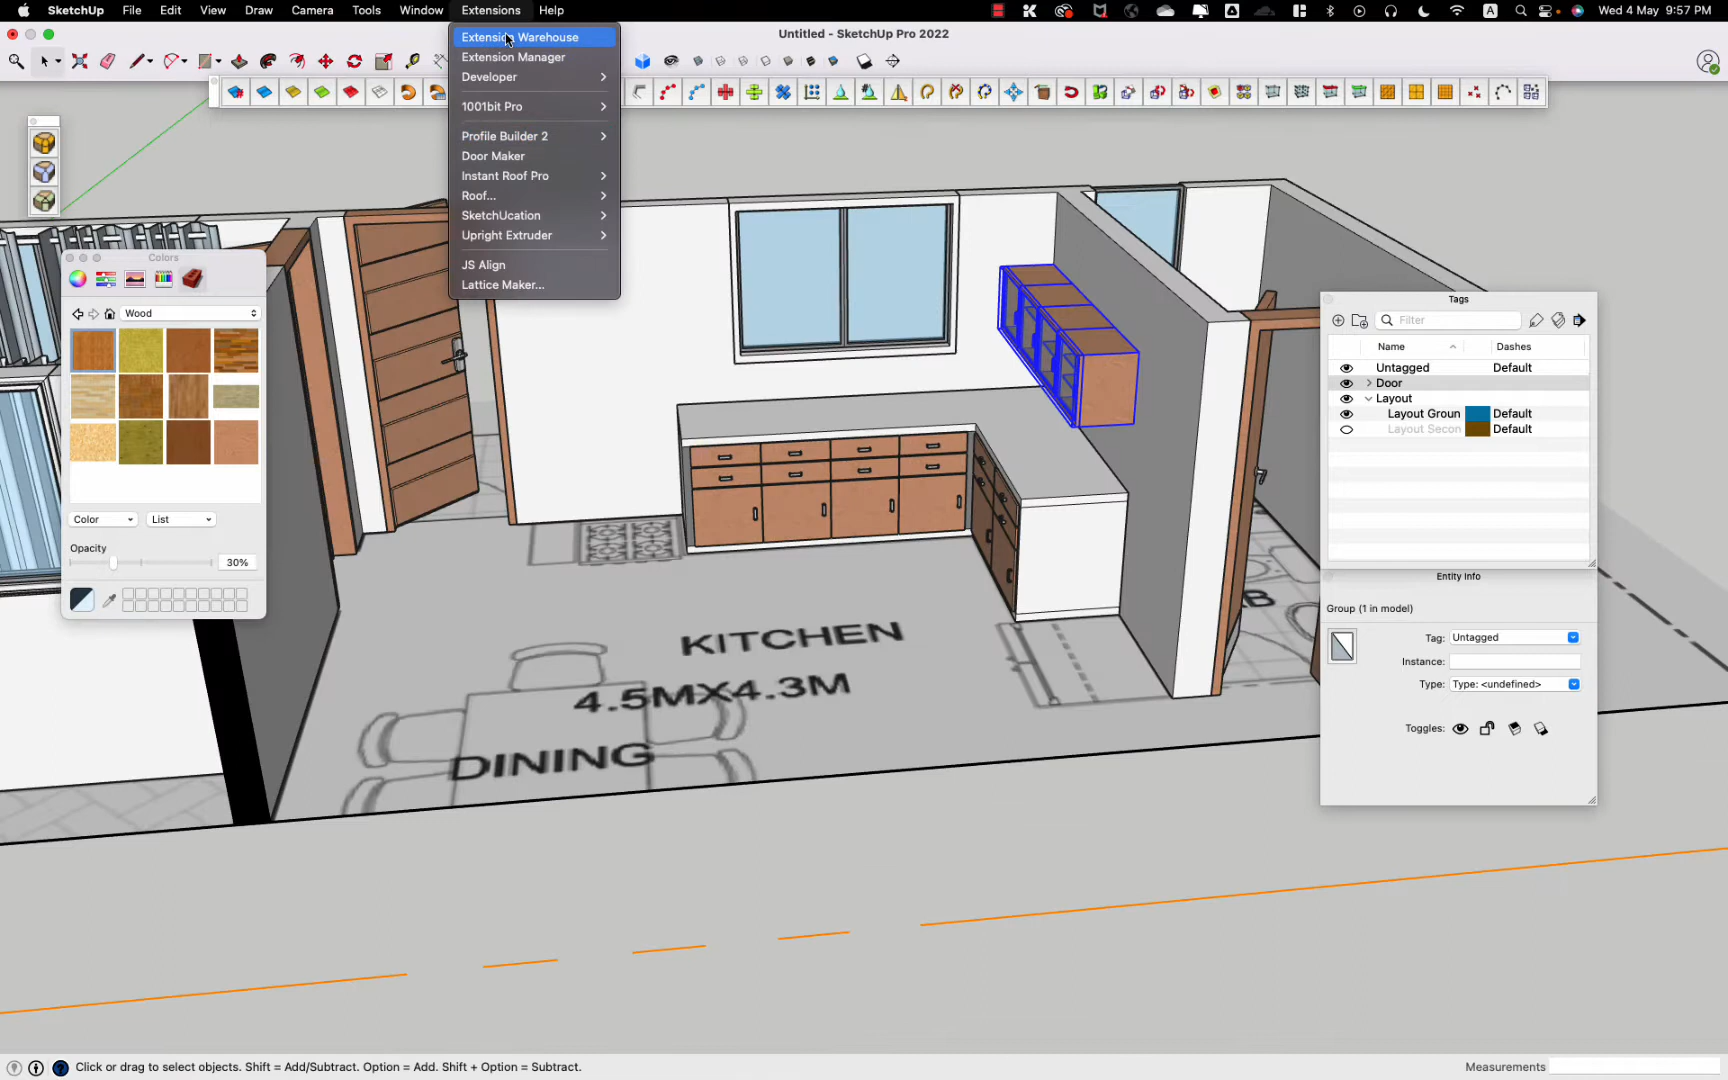 SketchUp File Edit View Draw Camera Tools Window Extensions Help
A
Wed 4 May 9:57 PM
Untitled - SketchUp Pro 2022
Extension Warehouse
Extension Manager
Developer
1001bit Pro
Profile Builder 2
Door Maker
Instant Roof Pro
Roof...
SketchUcation
Upright Extruder
JS Align
Lattice Maker...
Colors
Wood
Color
List
Opacity
30%
Tags
Filter
Name Dashes
Untagged Default
Door
Layout
Layout Groun Default
Layout Secon Default
Entity Info
Group (1 in model)
Tag: Untagged
Instance:
Type: Type: <undefined>
Toggles:
KITCHEN
4.5MX4.3M
DINING
Click or drag to select objects. Shift = Add/Subtract. Option = Add. Shift + Option = Subtract.
Measurements